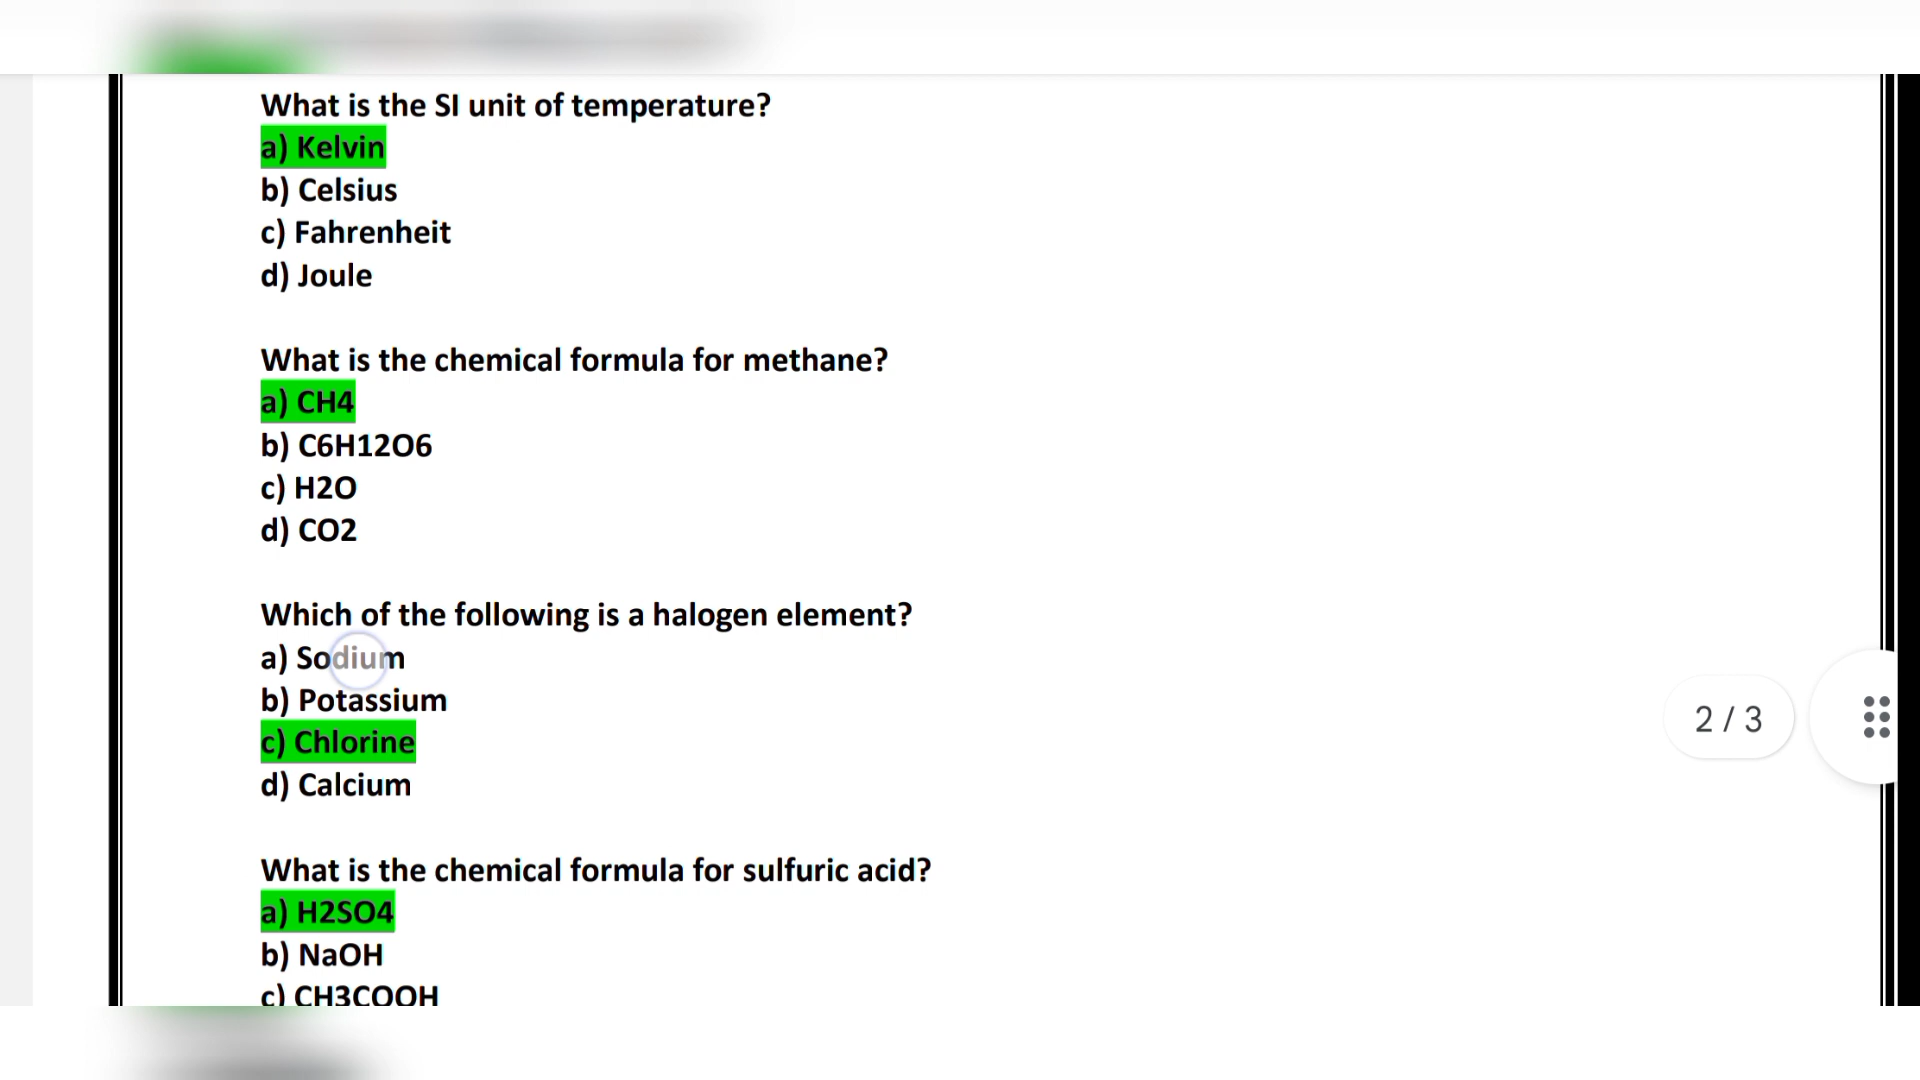 What is the SI unit of temperature?
a) Kelvin
b) Celsius
c) Fahrenheit
d) Joule
What is the chemical formula for methane?
a) CH4
b) C6H12O6
c) H2O
d) CO2
Which of the following is a halogen element?
a) Sodium
b) Potassium
c) Chlorine
d) Calcium
2 / 3
What is the chemical formula for sulfuric acid?
a) H2SO4
b) NaOH
c) CH3COOH